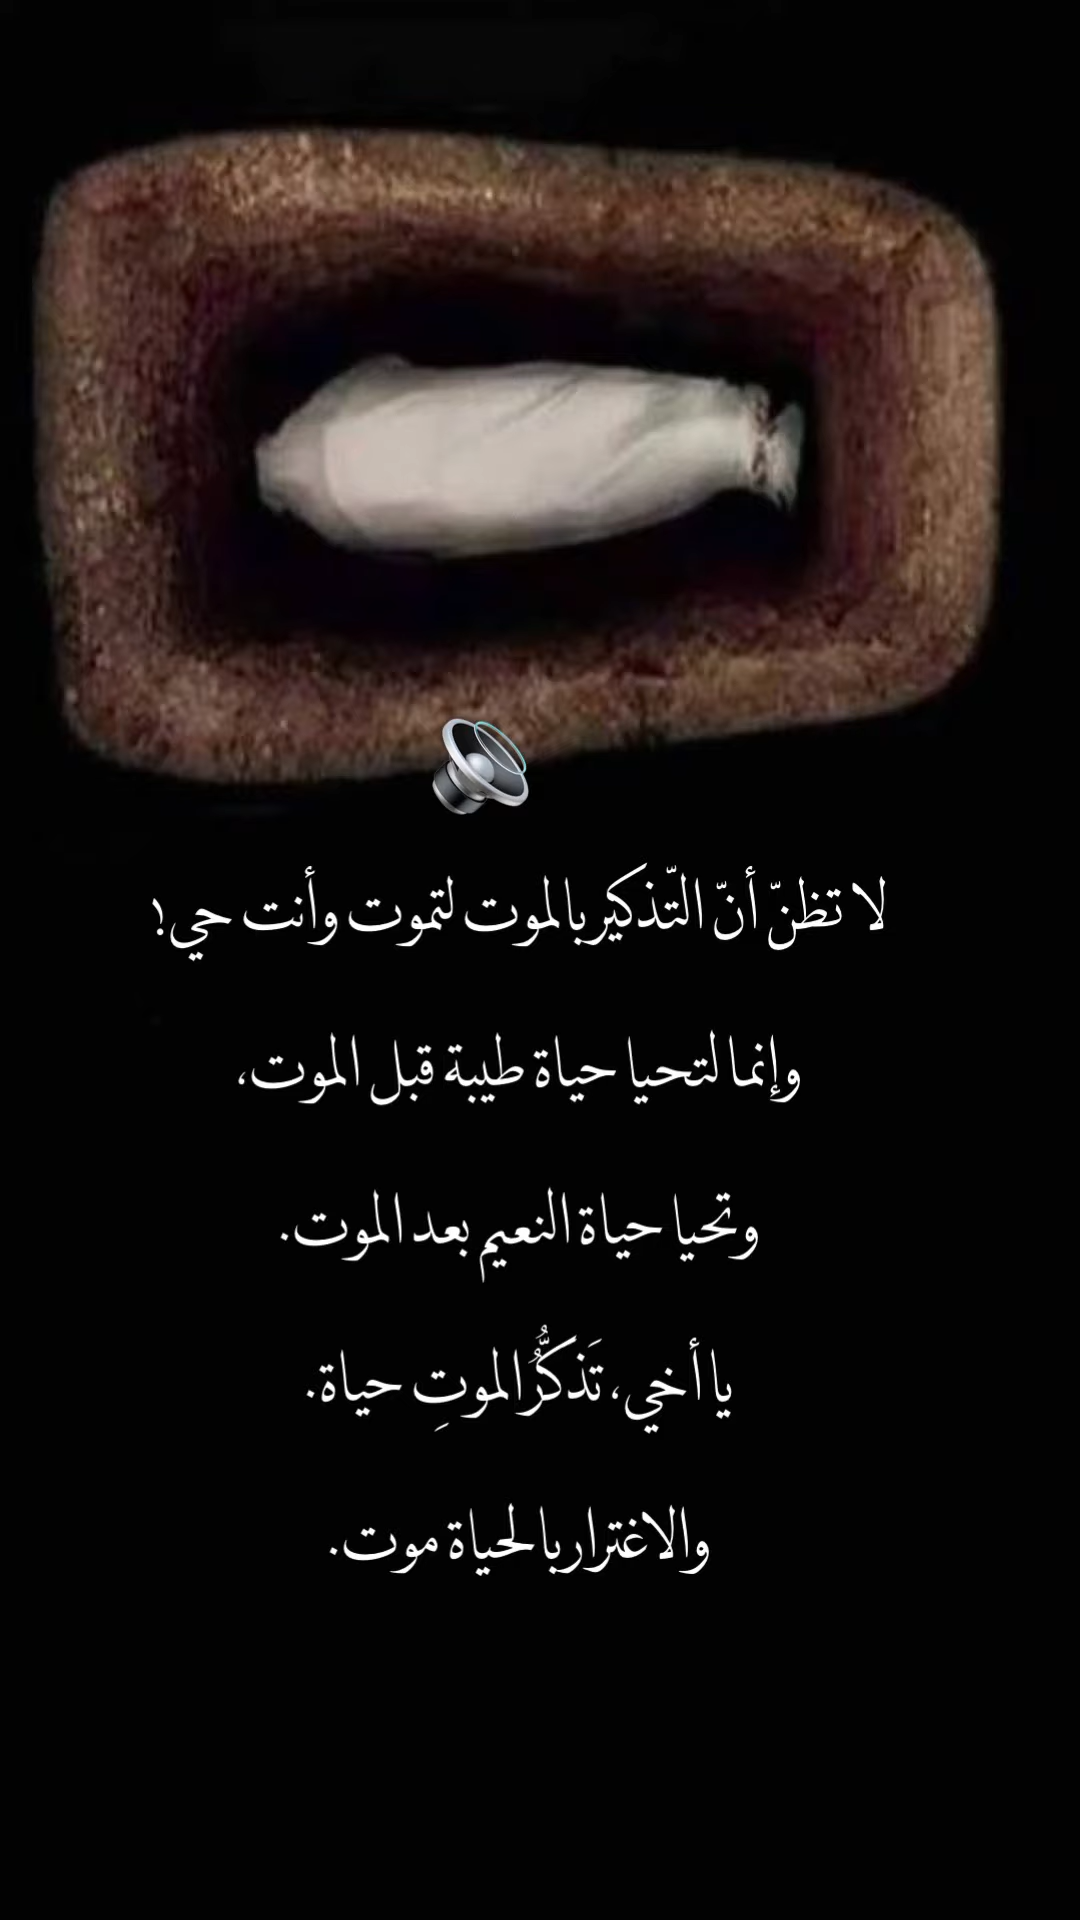 لا تظنّ أنّ التّذكير بالموت لتموت وأنت حي!
وإنما لتحيا حياة طيبة قبل الموت،
وتحيا حياة النعيم بعد الموت.
يا أخي، تَذكُّرُ الموتِ حياة.
والاغترار بالحياة موت.